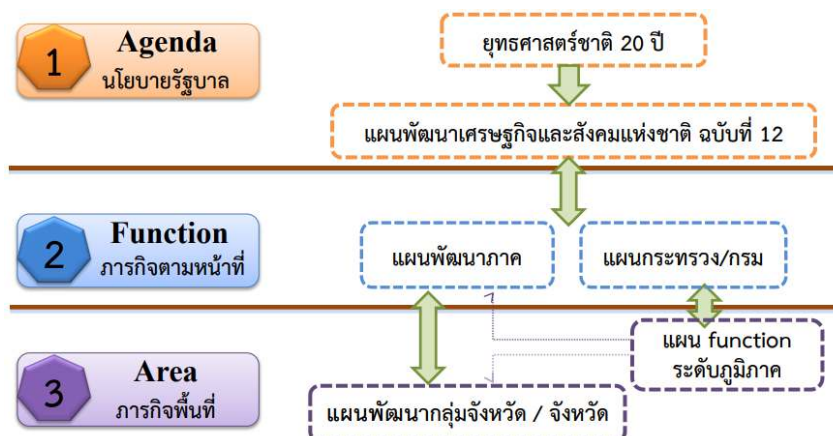 1
Agenda
นโยบายรัฐบาล
ยุทธศาสตร์ชาติ 20 ปี
แผนพัฒนาเศรษฐกิจและสังคมแห่งชาติ ฉบับที่ 12
2
Function
ภารกิจตามหน้าที่
แผนพัฒนาภาค
แผนกระทรวง/กรม
3
Area
ภารกิจพื้นที่
แผน function
ระดับภูมิภาค
แผนพัฒนากลุ่มจังหวัด / จังหวัด